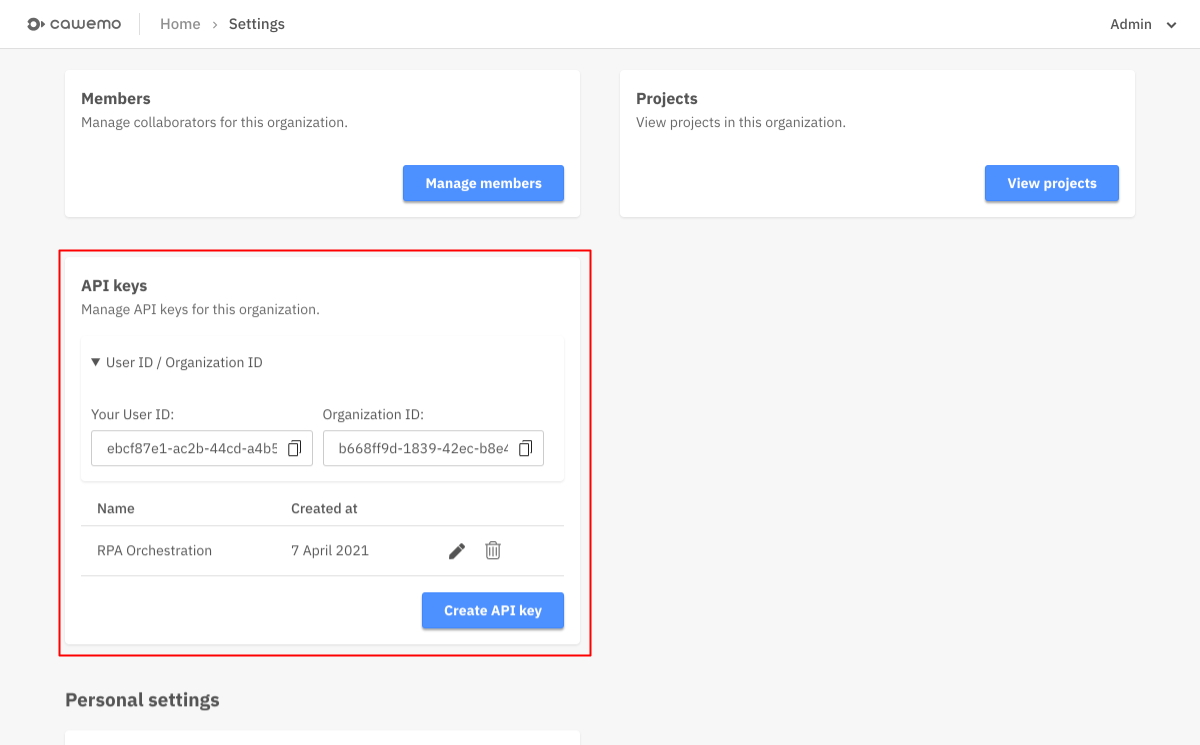 cawemo
Home › Settings
Admin
Members
Manage collaborators for this organization.
Manage members
Projects
View projects in this organization.
View projects
API keys
Manage API keys for this organization.
User ID / Organization ID
Your User ID:
Organization ID:
ebcf87e1-ac2b-44cd-a4b5
b668ff9d-1839-42ec-b8e4
Name Created at
RPA Orchestration 7 April 2021
Create API key
Personal settings